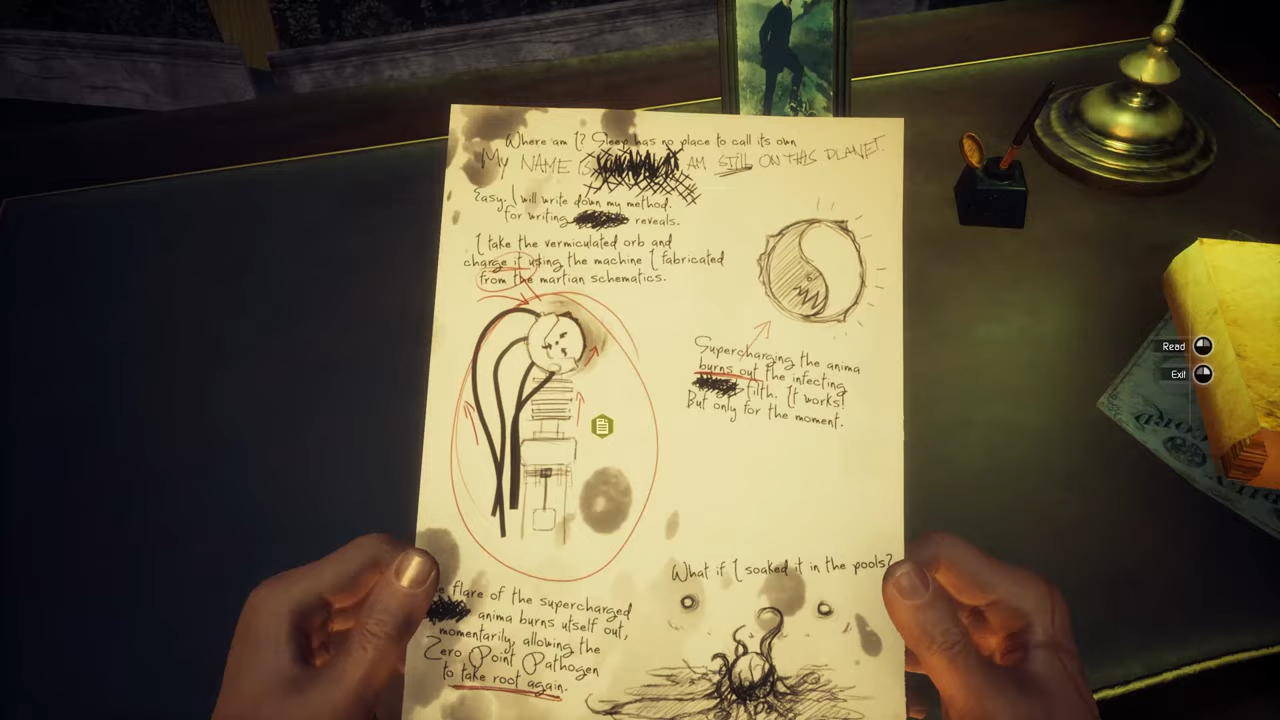 Where am I? Sleep has no place to call its own
MY NAME IS AM STILL ON THIS PLANET.
Easy. I will write down my method.
for writing reveals.
I take the vermiculated orb and
charge it using the machine I fabricated
from the martian schematics.
Supercharging the anima
burns out the infecting
filth. It works!
But only for the moment.
What if I soaked it in the pools?
flare of the supercharged
anima burns utself out,
momentarily, allowing the
Zero Point Pathogen
to take root again.
Read
Exit